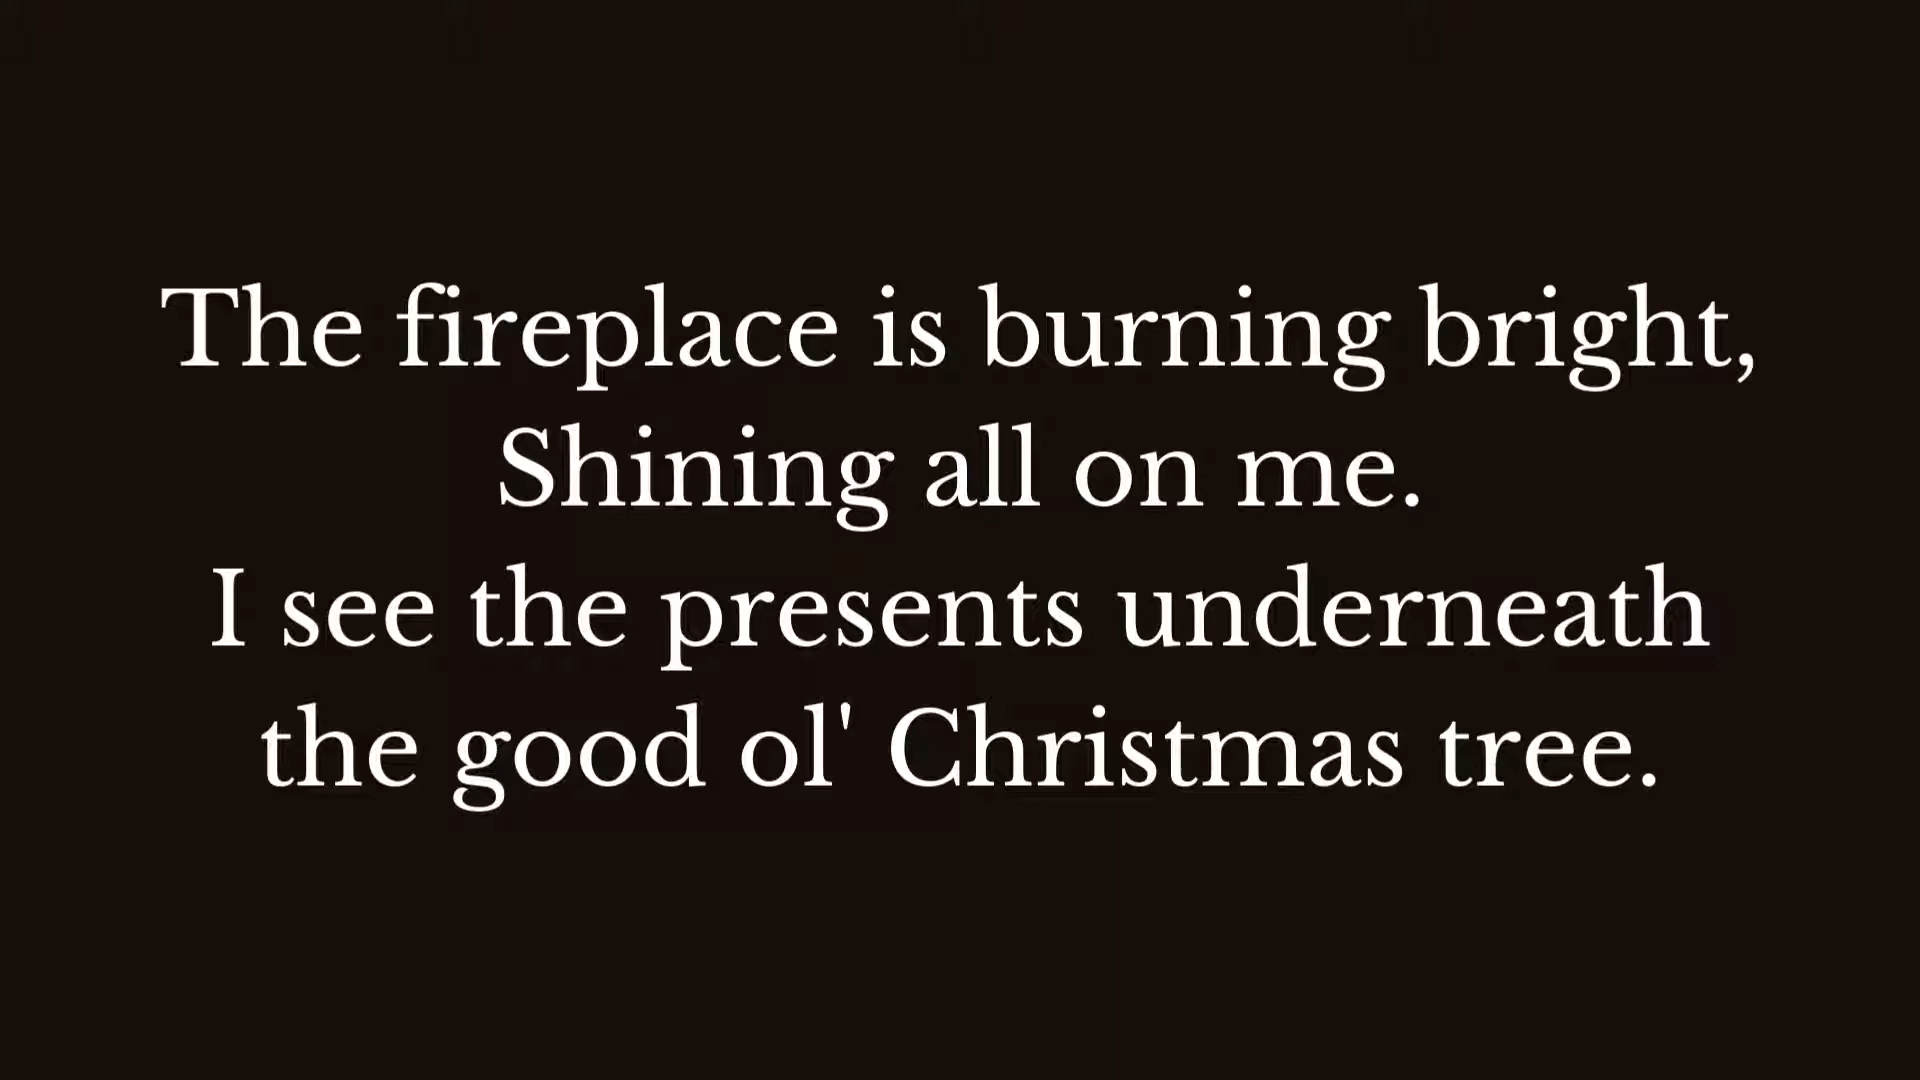 The fireplace is burning bright,
Shining all on me.
I see the presents underneath
the good ol' Christmas tree.